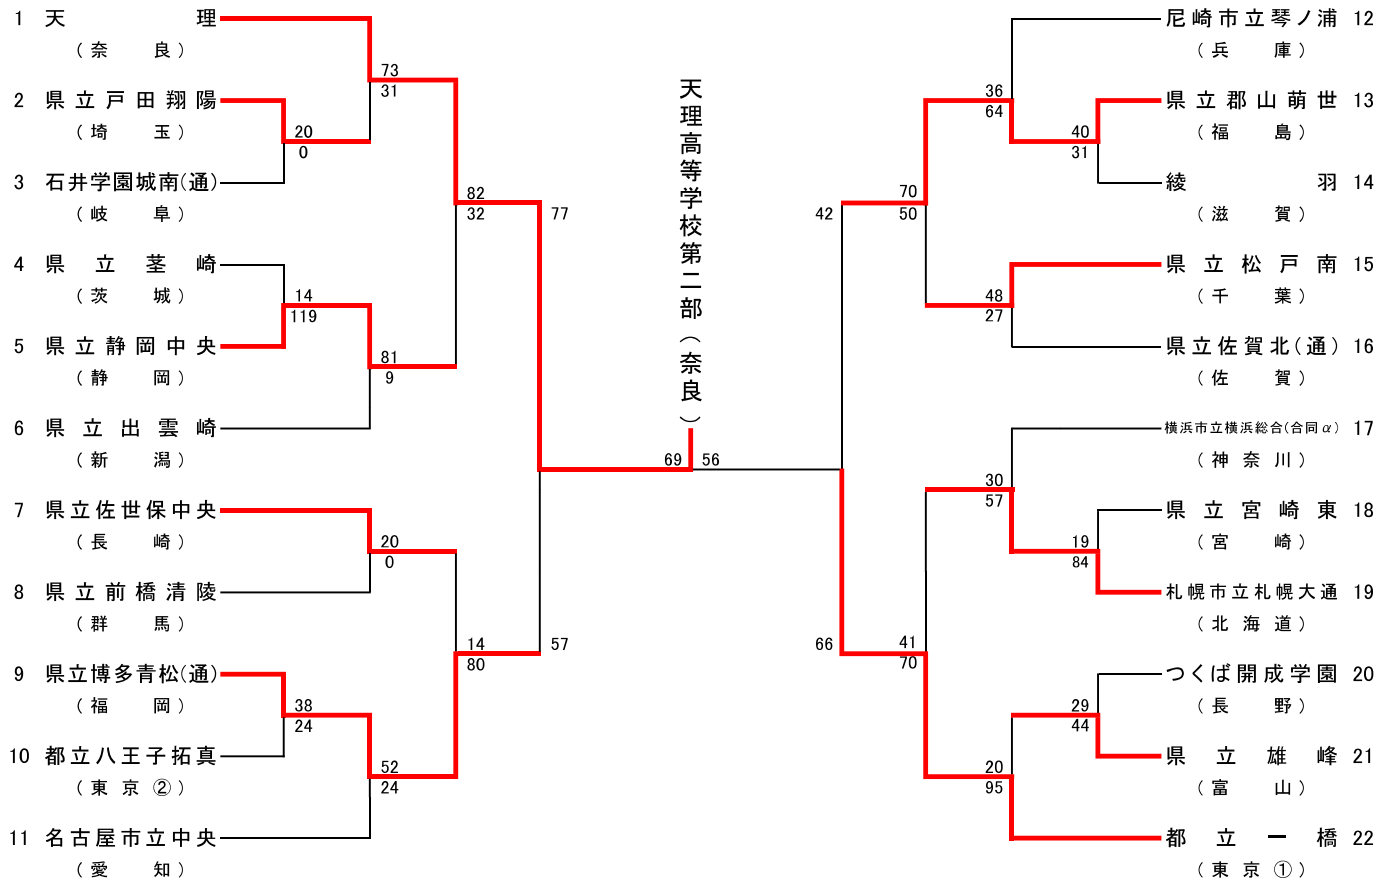 1 天理
(奈良)
2 県立戸田翔陽
(埼玉)
3 石井学園城南(通)
(岐阜)
4 県立茎崎
(茨城)
5 県立静岡中央
(静岡)
6 県立出雲崎
(新潟)
7 県立佐世保中央
(長崎)
8 県立前橋清陵
(群馬)
9 県立博多青松(通)
(福岡)
10 都立八王子拓真
(東京②)
11 名古屋市立中央
(愛知)
73
31
20
0
82
32
14
119
81
9
77
20
0
14
80
57
38
24
52
24
天理高等学校第二部(奈良)
69 56
42
66
36
64
40
31
70
50
48
27
30
57
19
84
41
70
29
44
20
95
尼崎市立琴ノ浦 12
(兵庫)
県立郡山萌世 13
(福島)
綾羽 14
(滋賀)
県立松戸南 15
(千葉)
県立佐賀北(通) 16
(佐賀)
横浜市立横浜総合(合同α) 17
(神奈川)
県立宮崎東 18
(宮崎)
札幌市立札幌大通 19
(北海道)
つくば開成学園 20
(長野)
県立雄峰 21
(富山)
都立一橋 22
(東京①)